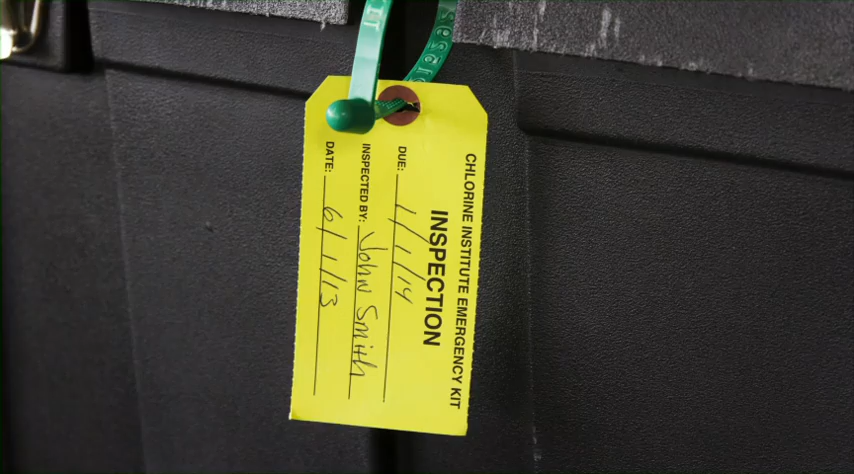 CHLORINE INSTITUTE EMERGENCY KIT
INSPECTION
DUE: 1/1/14
INSPECTED BY: John Smith
DATE: 6/1/13